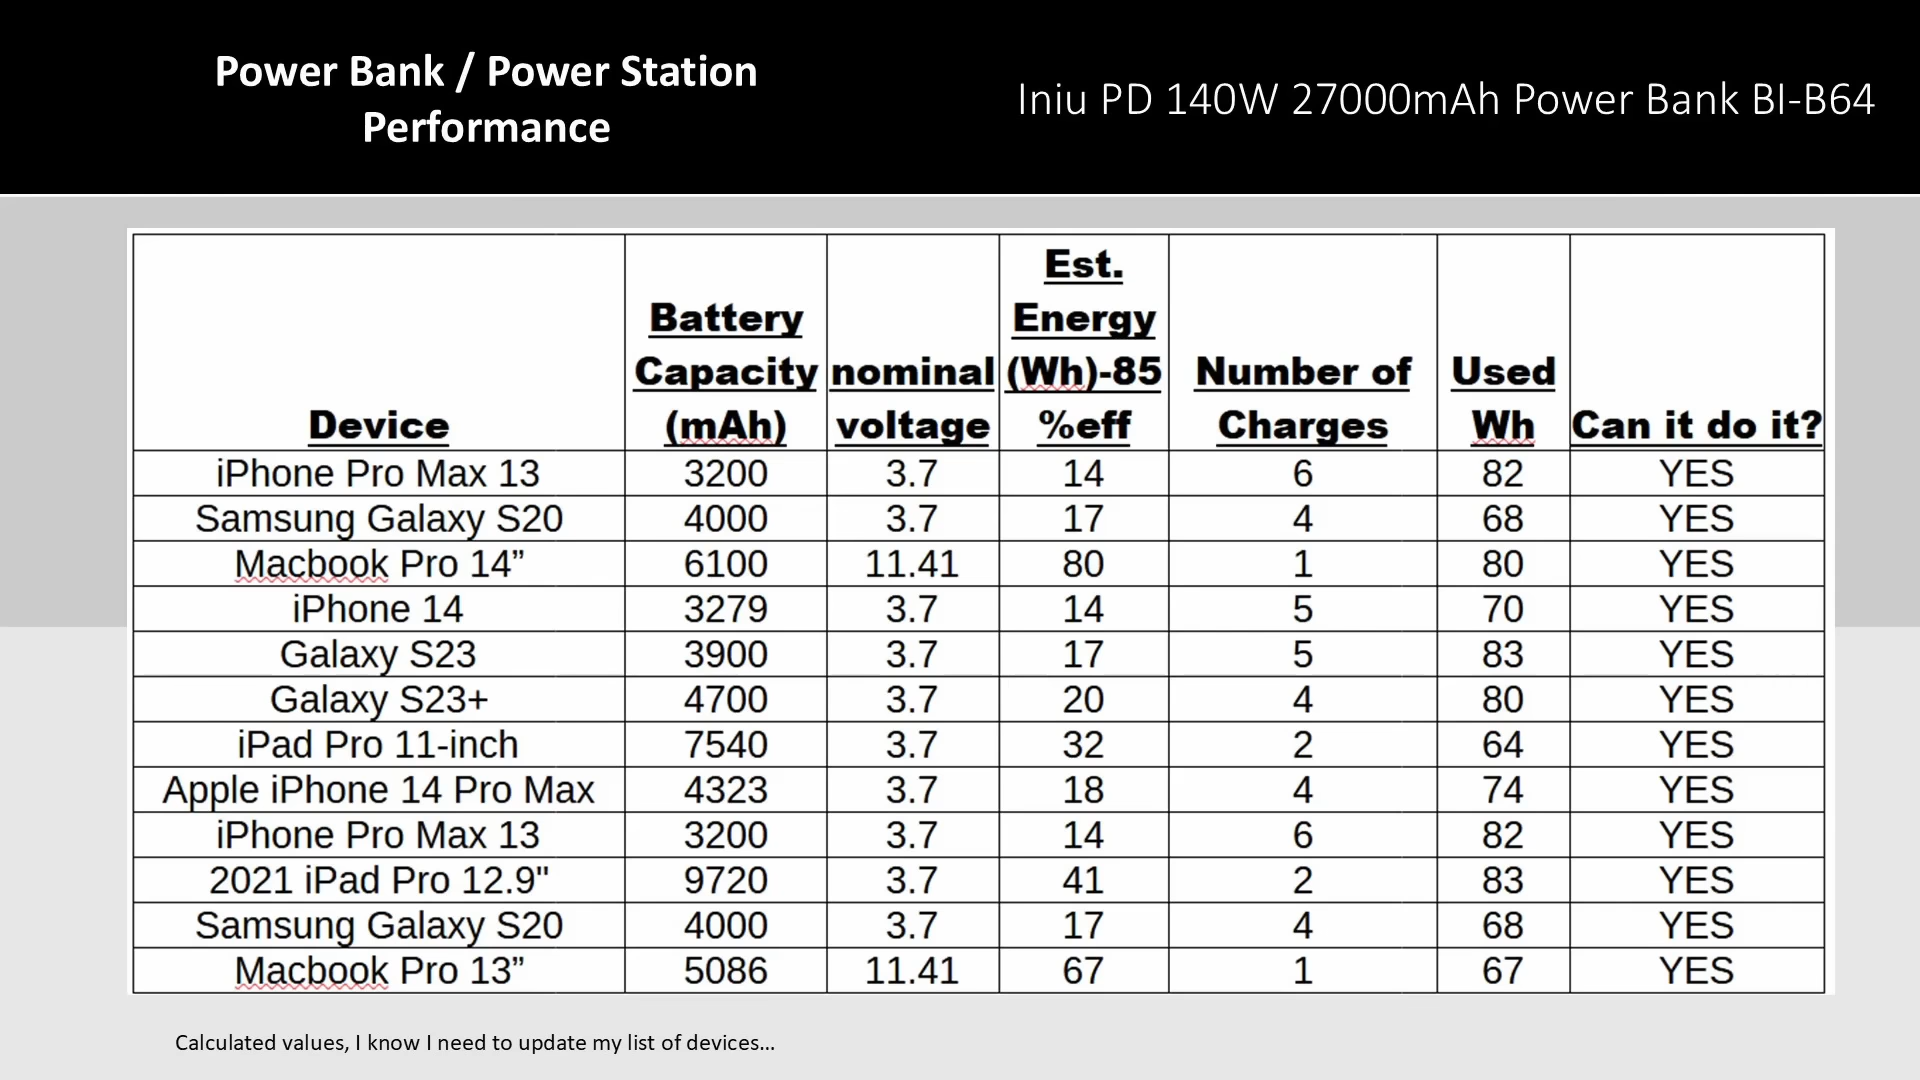 Power Bank / Power Station
Performance
Iniu PD 140W 27000mAh Power Bank BI-B64
Device Battery Capacity (mAh) nominal voltage Est. Energy (Wh)-85 %eff Number of Charges Used Wh Can it do it?
iPhone Pro Max 13 3200 3.7 14 6 82 YES
Samsung Galaxy S20 4000 3.7 17 4 68 YES
Macbook Pro 14” 6100 11.41 80 1 80 YES
iPhone 14 3279 3.7 14 5 70 YES
Galaxy S23 3900 3.7 17 5 83 YES
Galaxy S23+ 4700 3.7 20 4 80 YES
iPad Pro 11-inch 7540 3.7 32 2 64 YES
Apple iPhone 14 Pro Max 4323 3.7 18 4 74 YES
iPhone Pro Max 13 3200 3.7 14 6 82 YES
2021 iPad Pro 12.9" 9720 3.7 41 2 83 YES
Samsung Galaxy S20 4000 3.7 17 4 68 YES
Macbook Pro 13” 5086 11.41 67 1 67 YES
Calculated values, I know I need to update my list of devices...